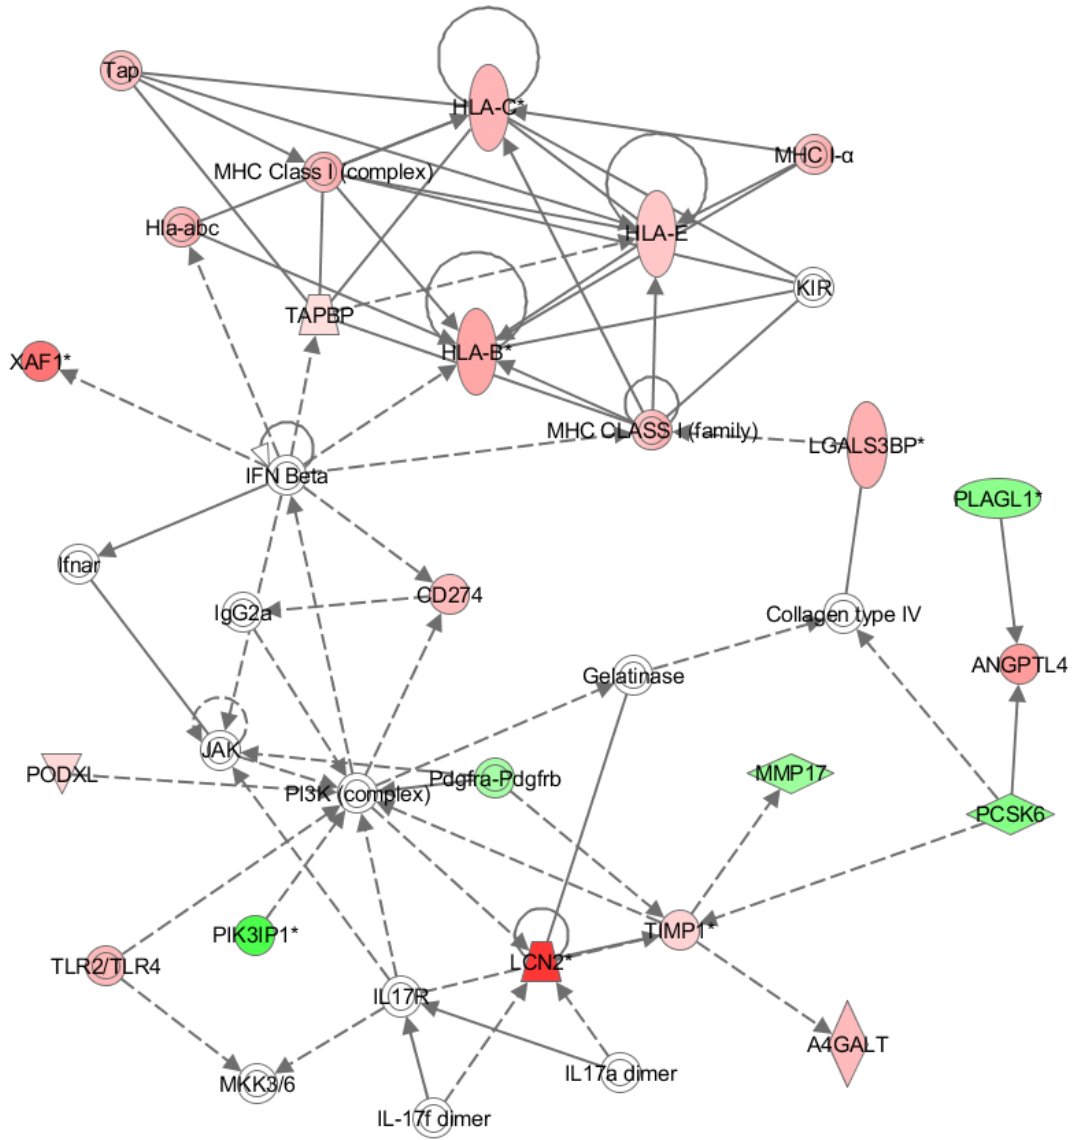 Tap
HLA-C*
MHC I-α
MHC Class I (complex)
Hla-abc
HLA-E
KIR
TAPBP
HLA-B*
XAF1*
MHC CLASS I (family)
LGALS3BP*
IFN Beta
PLAGL1*
Ifnar
CD274
IgG2a
Collagen type IV
ANGPTL4
Gelatinase
JAK
PODXL
Pdgfra-Pdgfrb
MMP17
PI3K (complex)
PCSK6
PIK3IP1*
TIMP1*
TLR2/TLR4
LCN2*
IL17R
A4GALT
IL17a dimer
MKK3/6
IL-17f dimer